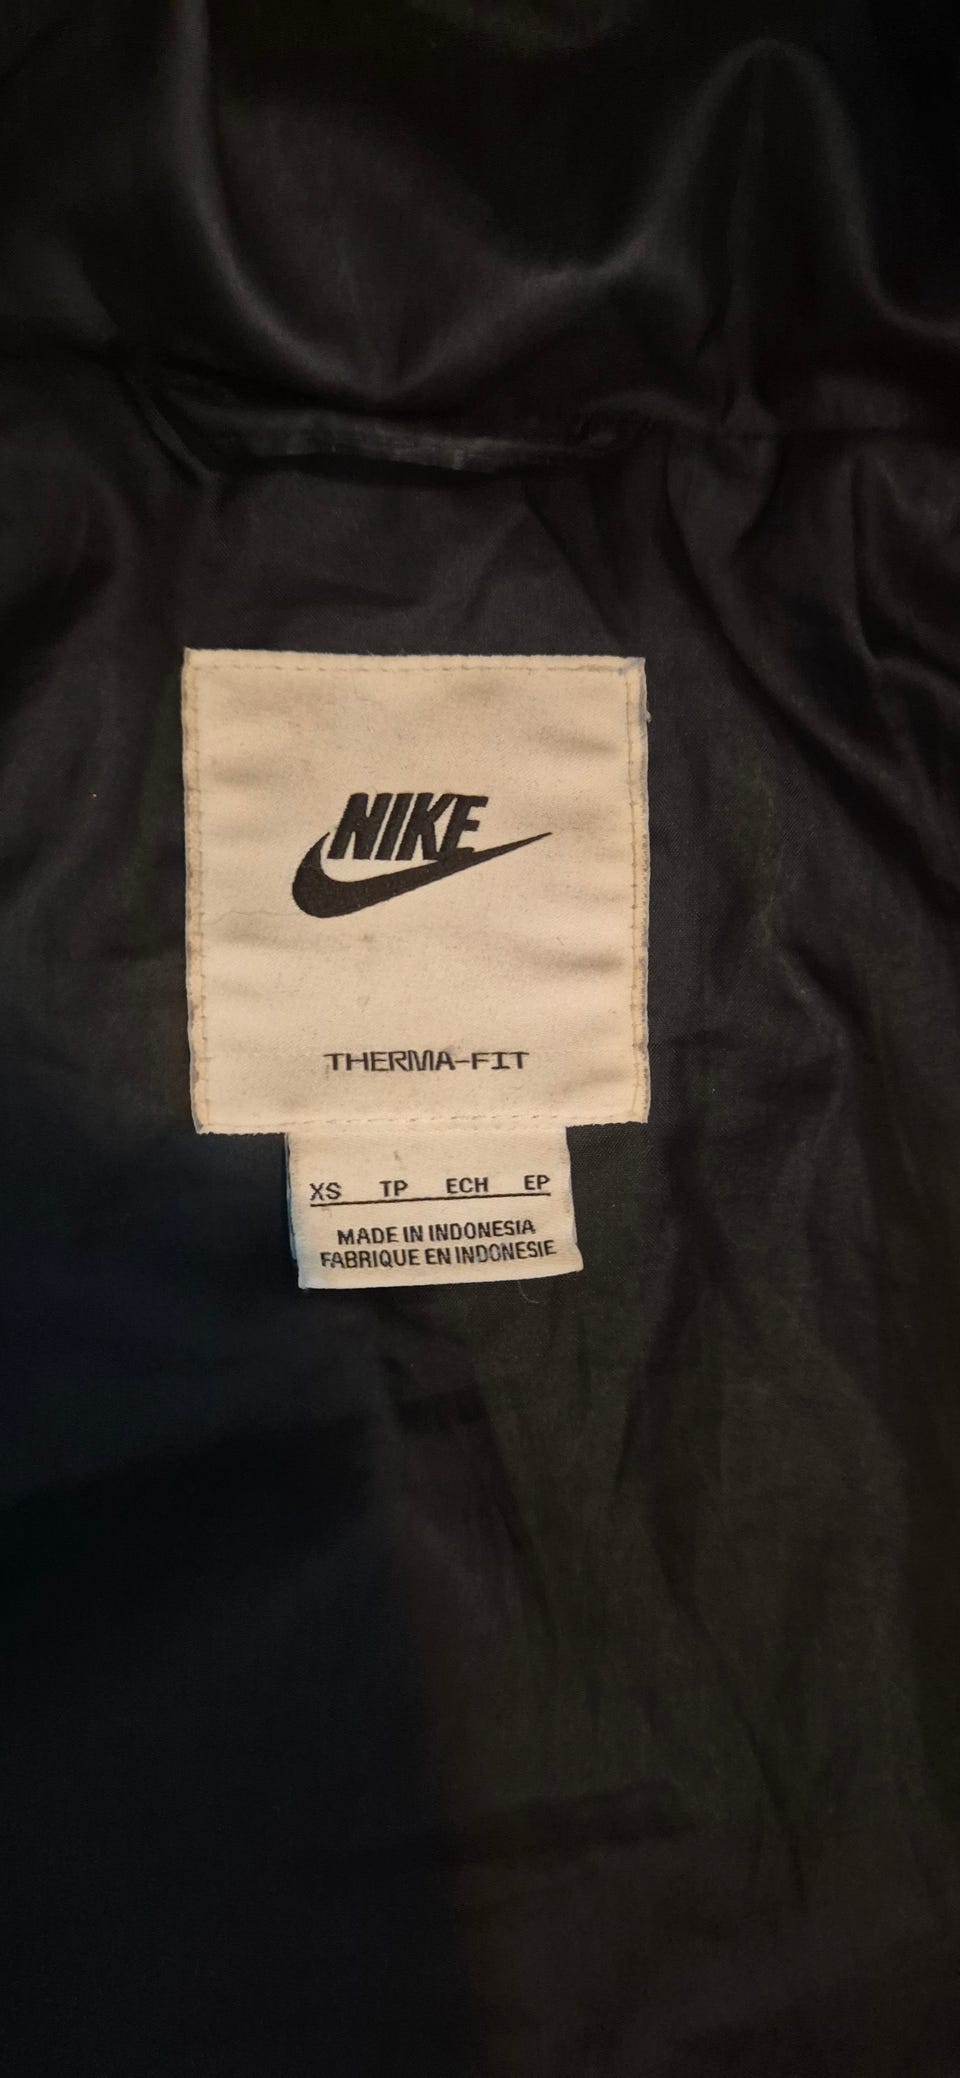 NIKE
THERMA-FIT
XS TP ECH EP
MADE IN INDONESIA
FABRIQUE EN INDONESIE